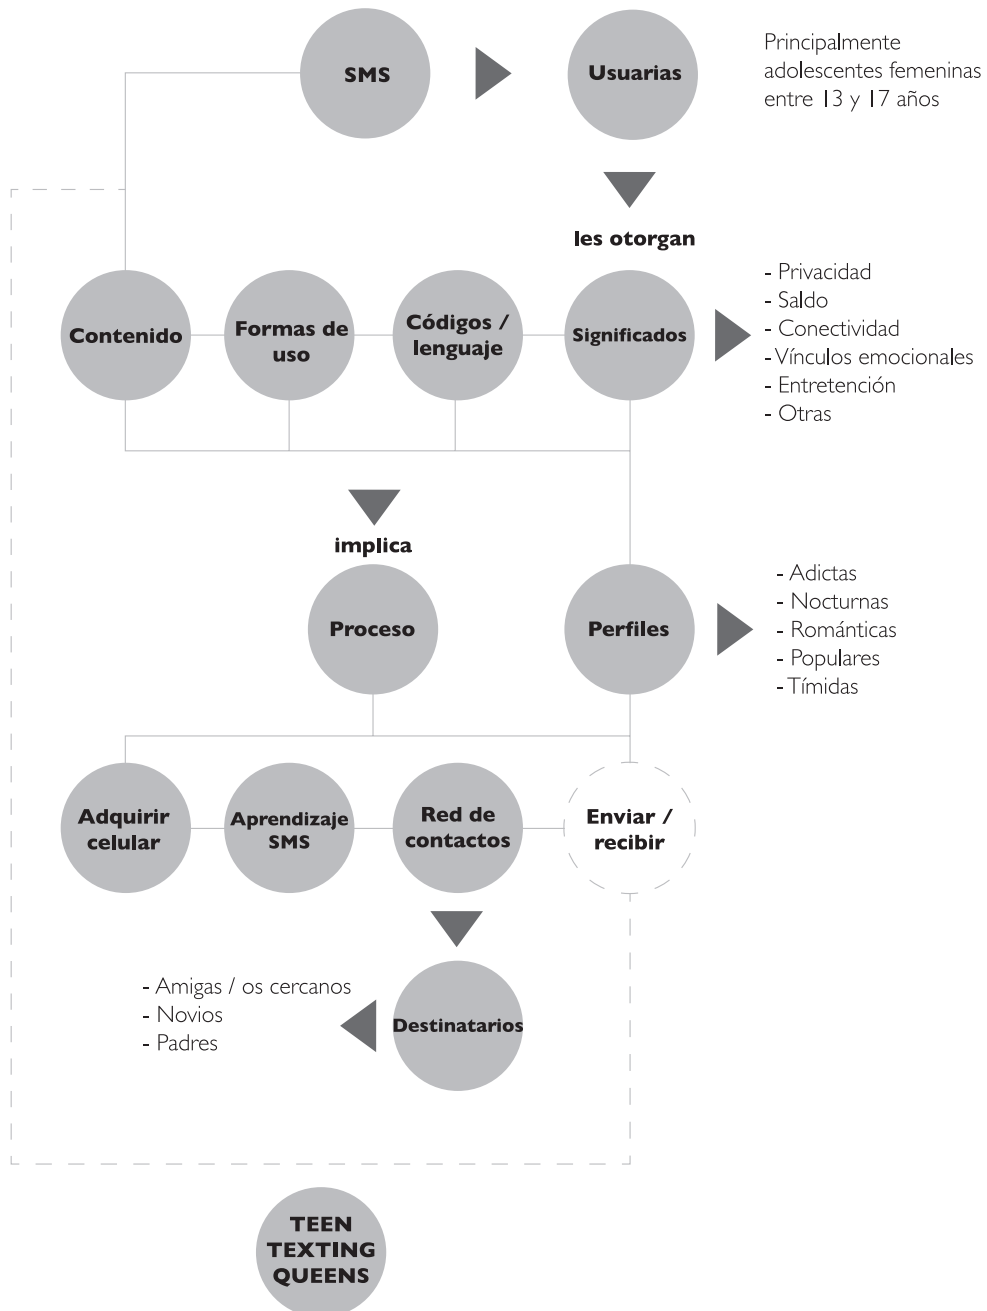 SMS
Usuarias
Principalmente
adolescentes femeninas
entre 13 y 17 años
les otorgan
Contenido
Formas de
uso
Códigos /
lenguaje
Significados
- Privacidad
- Saldo
- Conectividad
- Vínculos emocionales
- Entretención
- Otras
implica
Proceso
Perfiles
- Adictas
- Nocturnas
- Románticas
- Populares
- Tímidas
Adquirir
celular
Aprendizaje
SMS
Red de
contactos
Enviar /
recibir
- Amigas / os cercanos
- Novios
- Padres
Destinatarios
TEEN
TEXTING
QUEENS